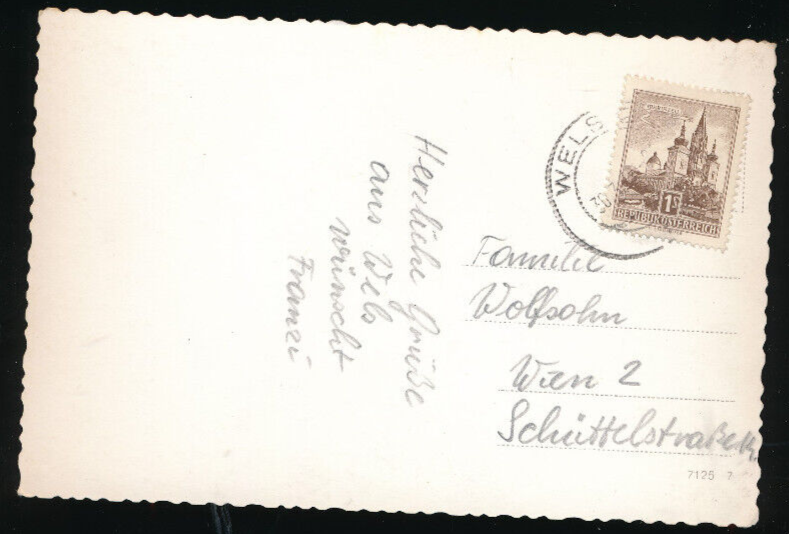 Herzliche Grüße
aus Wels
wünscht
Franzi
WELS
1S
REPUBLIK ÖSTERREICH
Familie
Wolfsohn
Wien 2
Schüttelstraße
7125 7